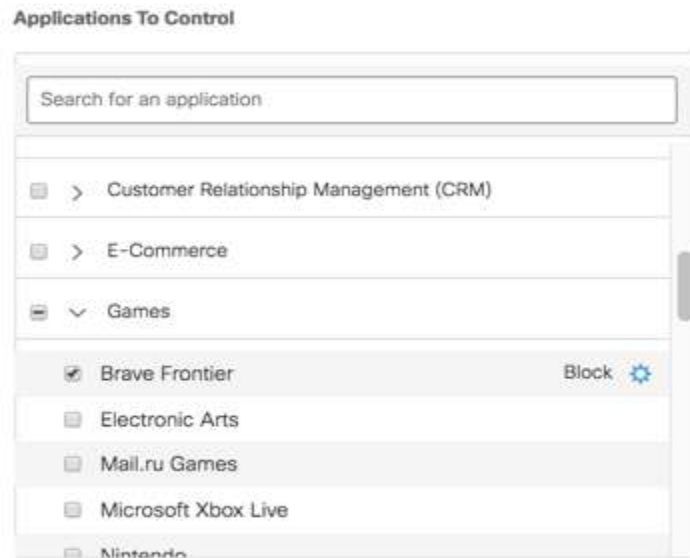 Applications To Control
Search for an application
Customer Relationship Management (CRM)
E-Commerce
Games
Brave Frontier Block
Electronic Arts
Mail.ru Games
Microsoft Xbox Live
Nintendo